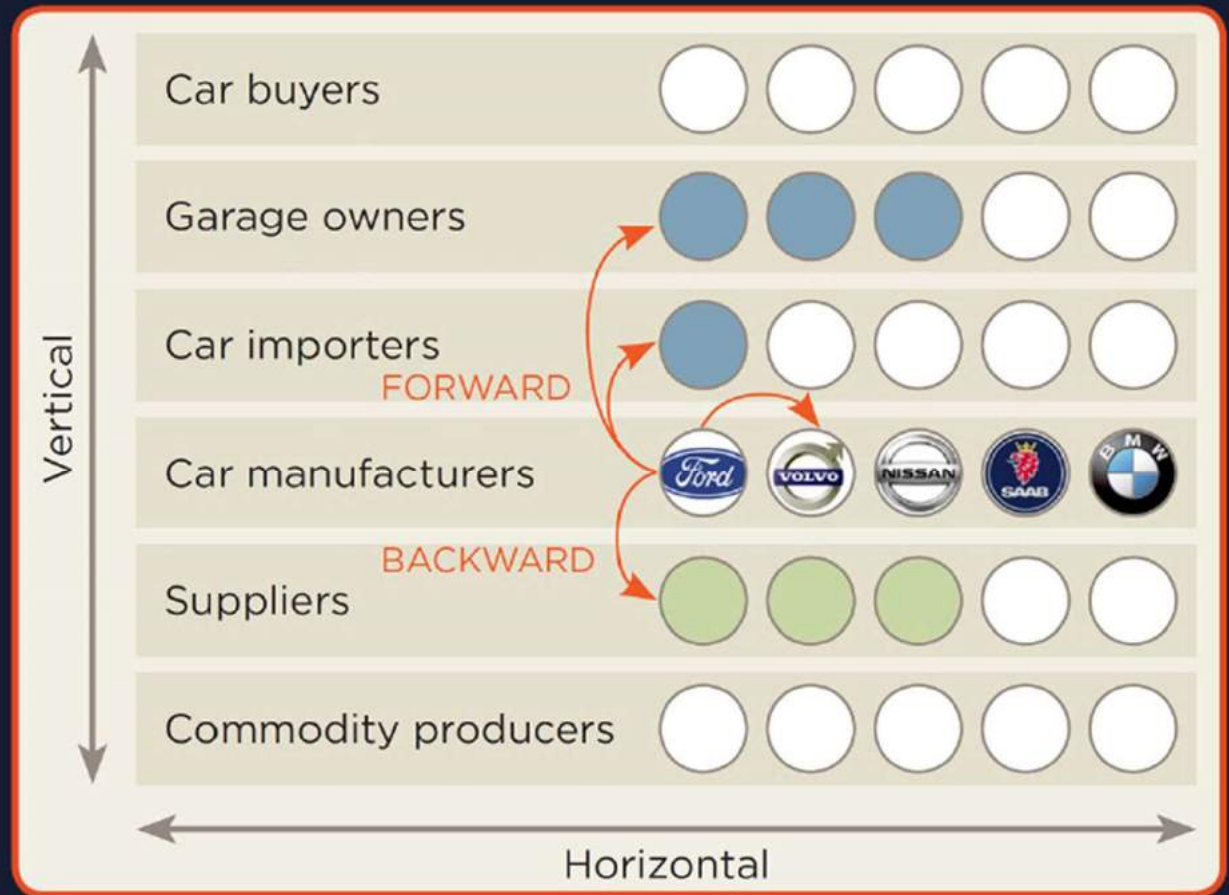 Car buyers
Garage owners
Car importers
FORWARD
Vertical
Car manufacturers
Ford
VOLVO
NISSAN
SAAB
BMW
BACKWARD
Suppliers
Commodity producers
Horizontal